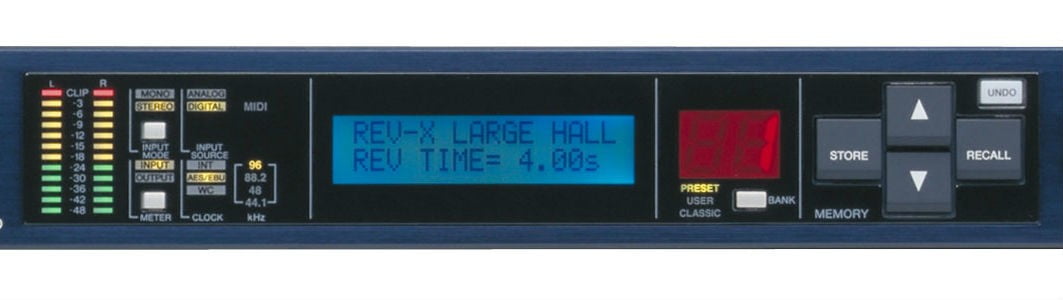 L R
CLIP
-3
-6
-9
-12
-15
-18
-24
-30
-36
-42
-48
MONO
STEREO
INPUT
MODE
INPUT
OUTPUT
METER
ANALOG
DIGITAL
INPUT
SOURCE
INT
AES/EBU
WC
CLOCK
MIDI
96
88.2
48
44.1
kHz
REV-X LARGE HALL
REV TIME= 4.00s
1
PRESET
USER
CLASSIC
BANK
STORE
▲
▼
RECALL
UNDO
MEMORY